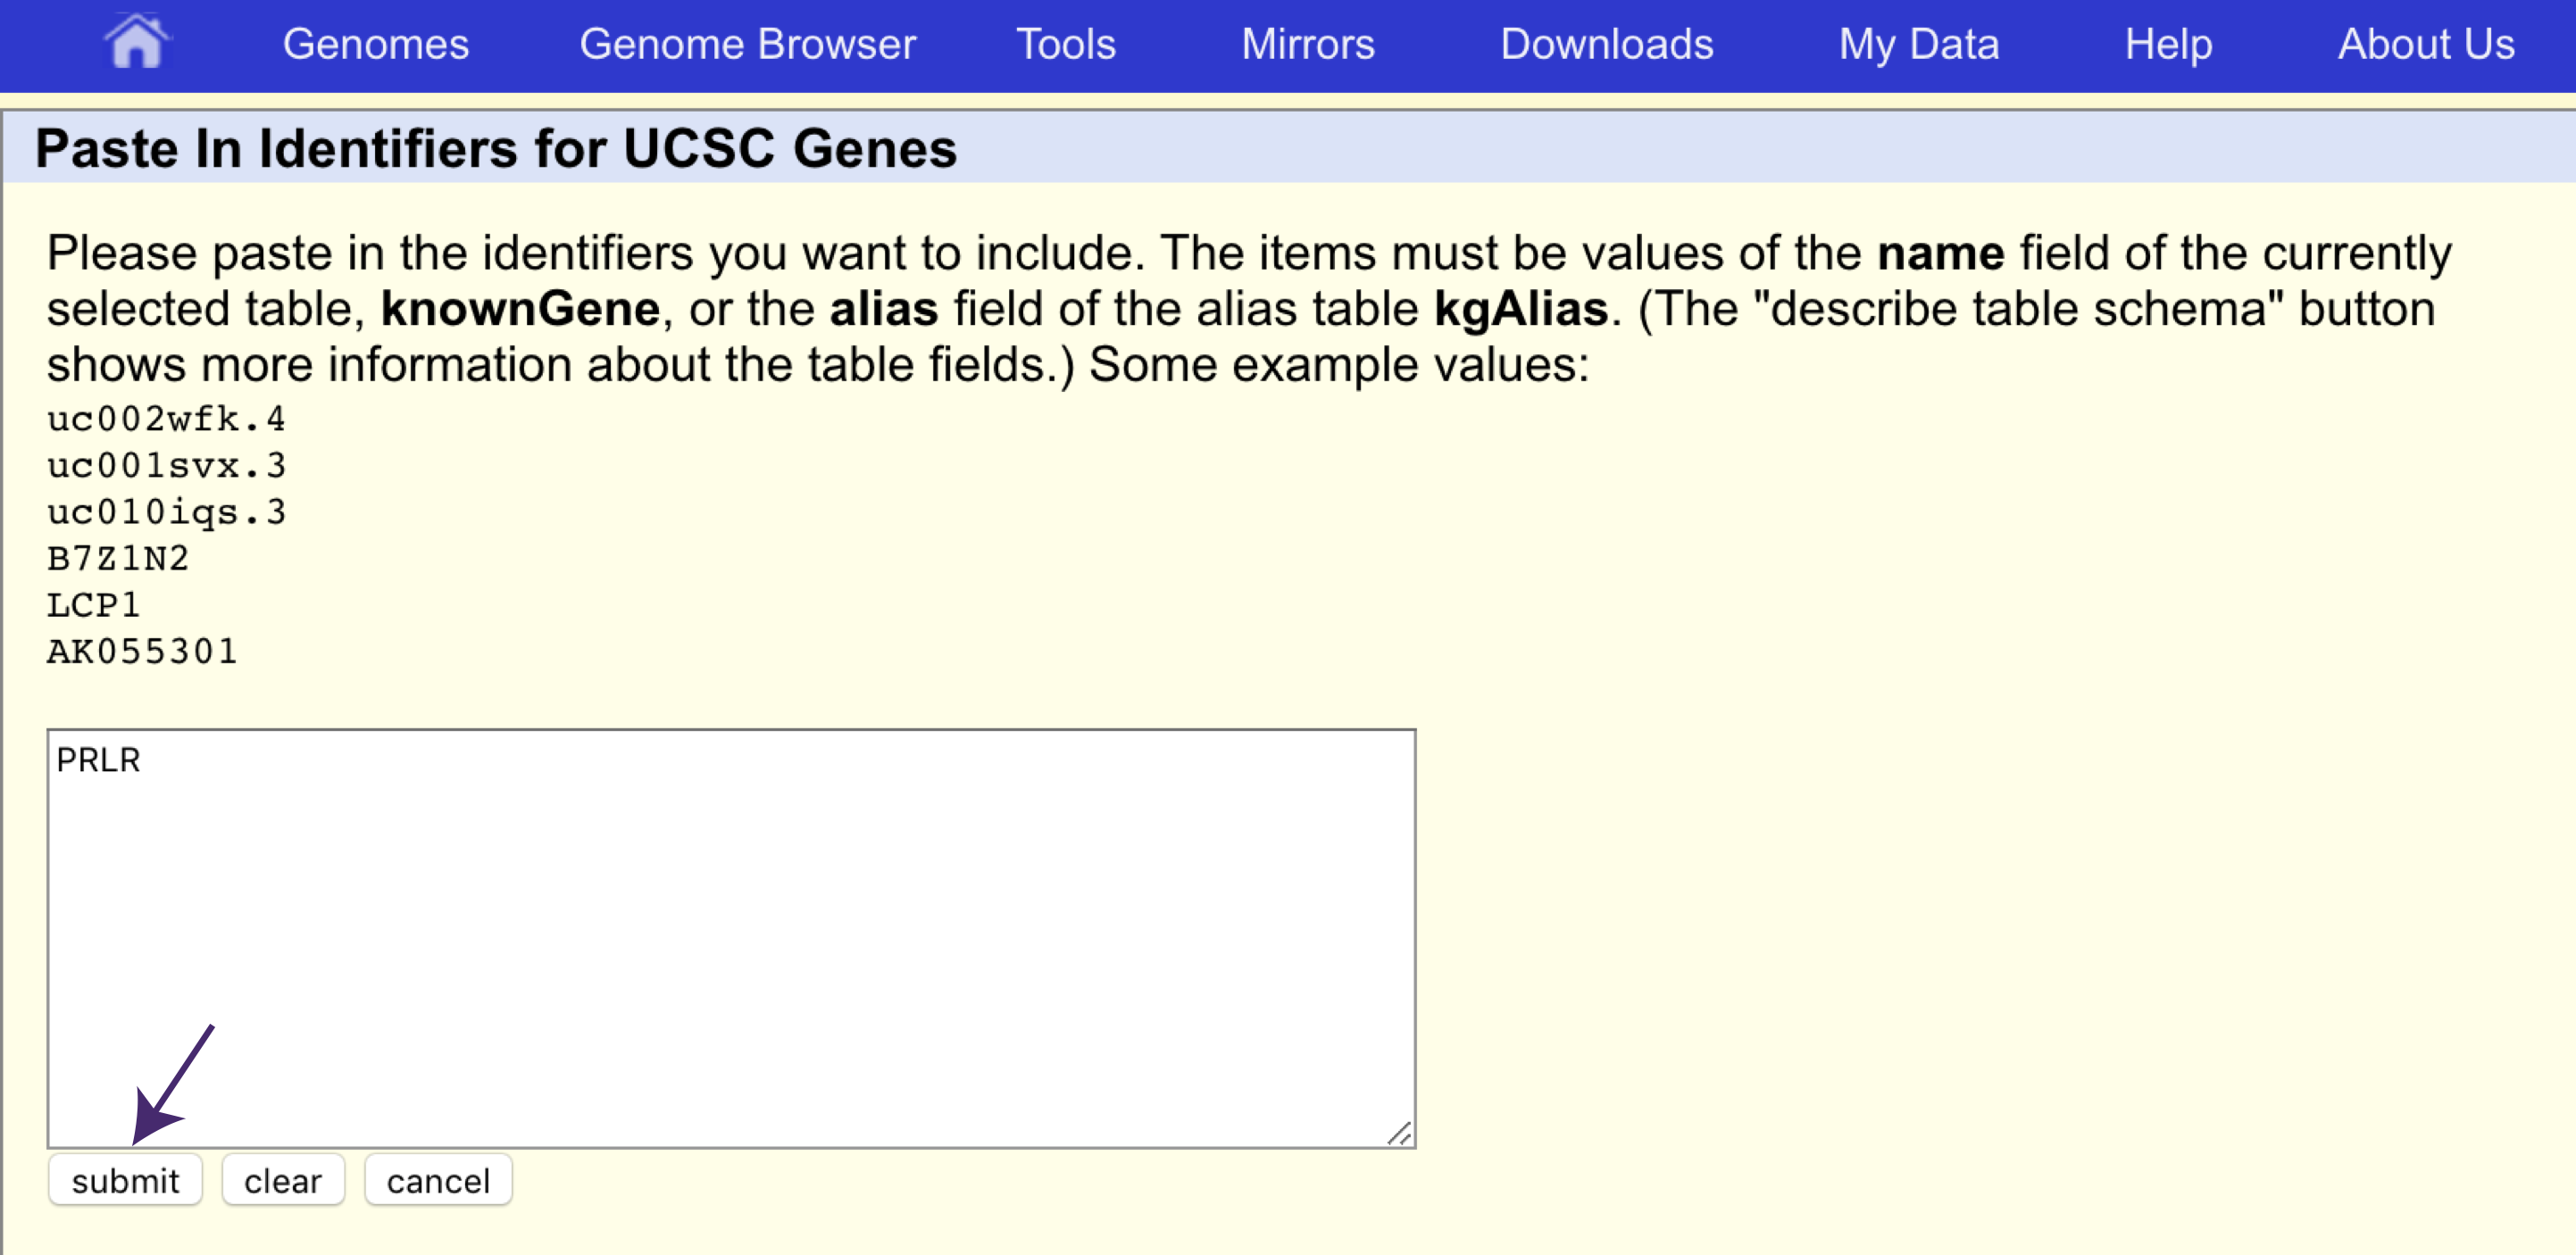 Genomes Genome Browser Tools Mirrors Downloads My Data Help About Us
Paste In Identifiers for UCSC Genes
Please paste in the identifiers you want to include. The items must be values of the name field of the currently
selected table, knownGene, or the alias field of the alias table kgAlias. (The "describe table schema" button
shows more information about the table fields.) Some example values:
uc002wfk.4
uc001svx.3
uc010iqs.3
B7Z1N2
LCP1
AK055301
PRLR
submit clear cancel